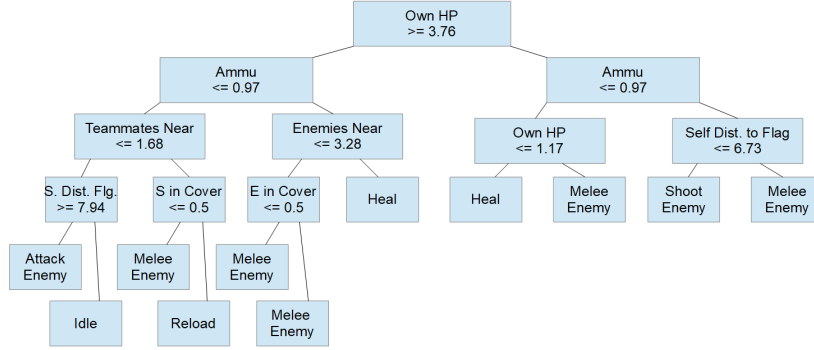 Own HP
>= 3.76
Ammu
<= 0.97
Ammu
<= 0.97
Teammates Near
<= 1.68
Enemies Near
<= 3.28
Own HP
<= 1.17
Self Dist. to Flag
<= 6.73
S. Dist. Flg.
>= 7.94
S in Cover
<= 0.5
E in Cover
<= 0.5
Heal
Heal
Melee
Enemy
Shoot
Enemy
Melee
Enemy
Attack
Enemy
Melee
Enemy
Melee
Enemy
Idle
Reload
Melee
Enemy